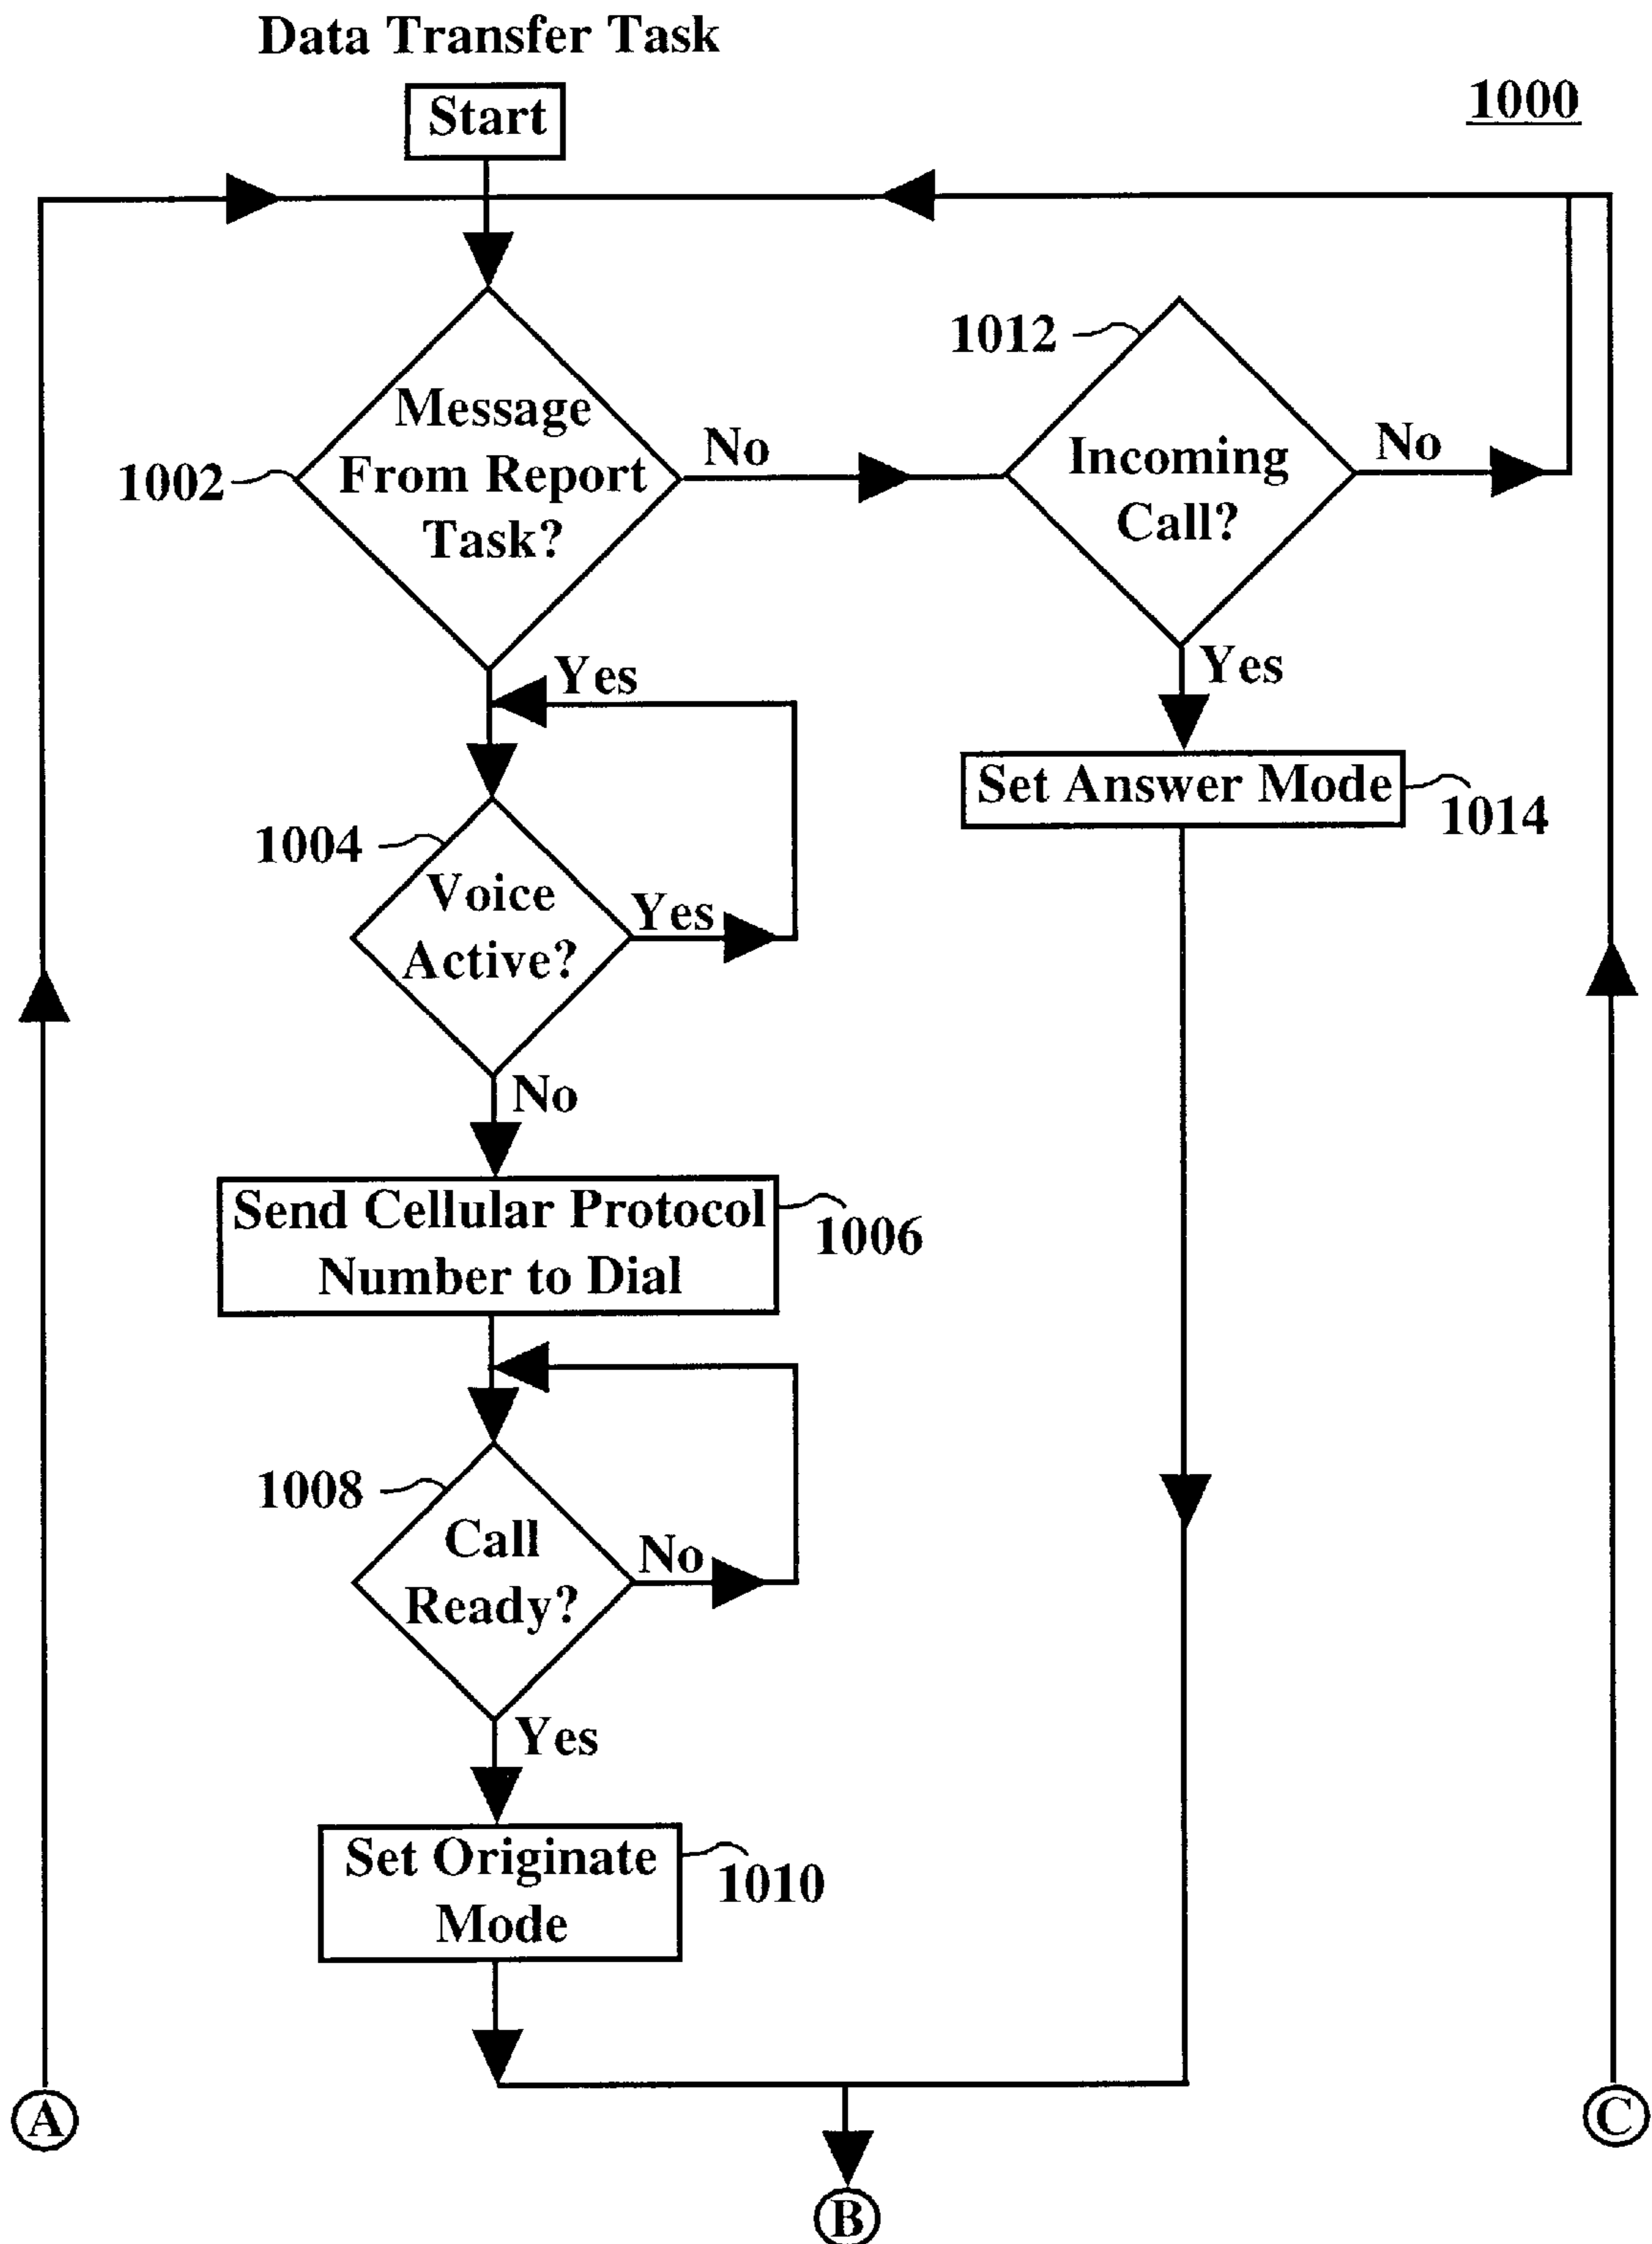 Data Transfer Task
Start
1000
1012
Message
From Report
Task?
1002
No
Incoming
Call?
No
Yes
Yes
Set Answer Mode
1014
1004
Voice
Active?
Yes
No
Send Cellular Protocol
Number to Dial
1006
1008
Call
Ready?
No
Yes
Set Originate
Mode
1010
A
C
B